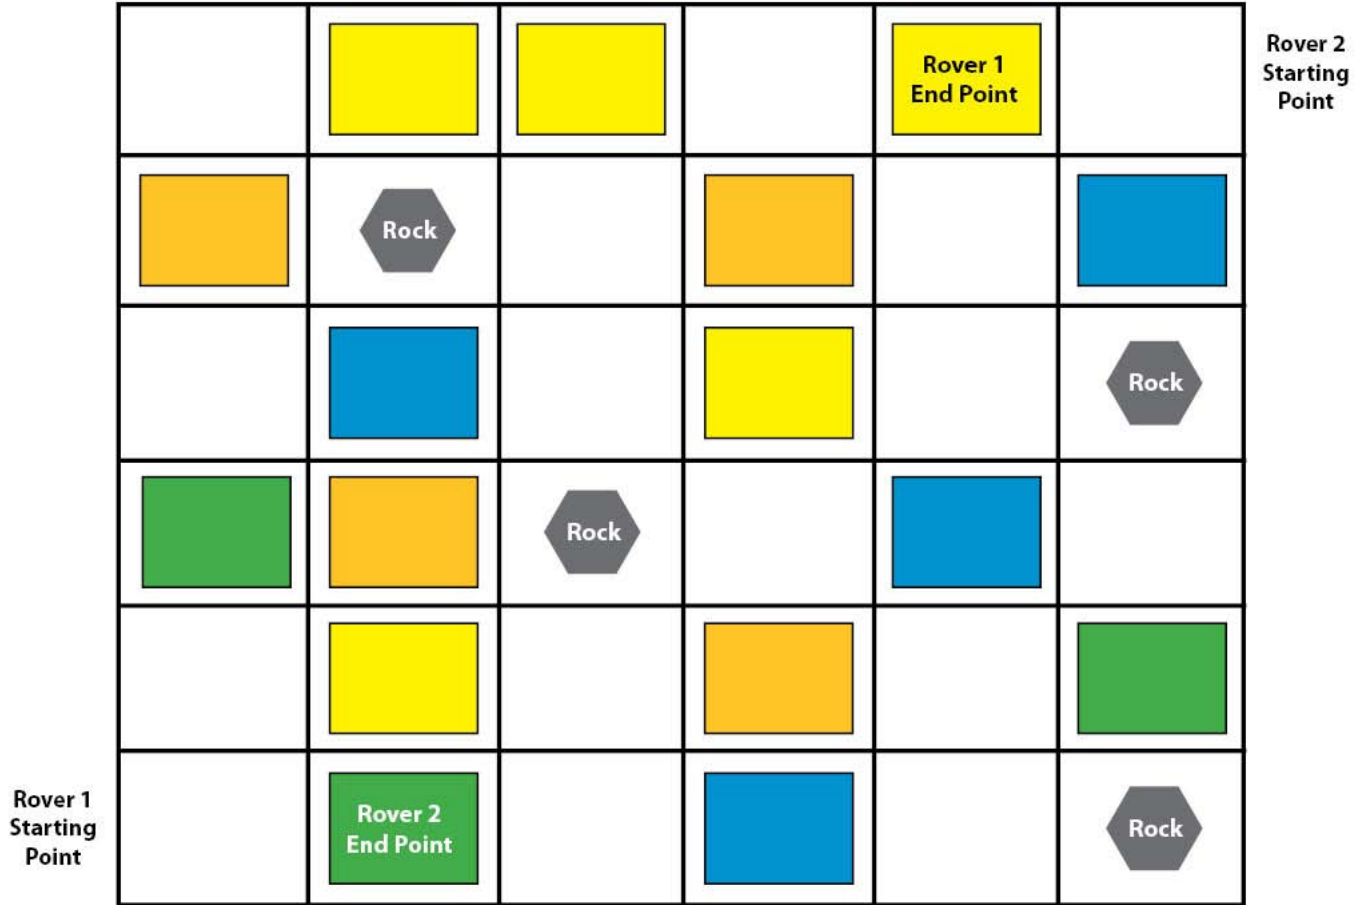 Rover 1
End Point
Rover 2
Starting
Point
Rock
Rock
Rock
Rover 1
Starting
Point
Rover 2
End Point
Rock